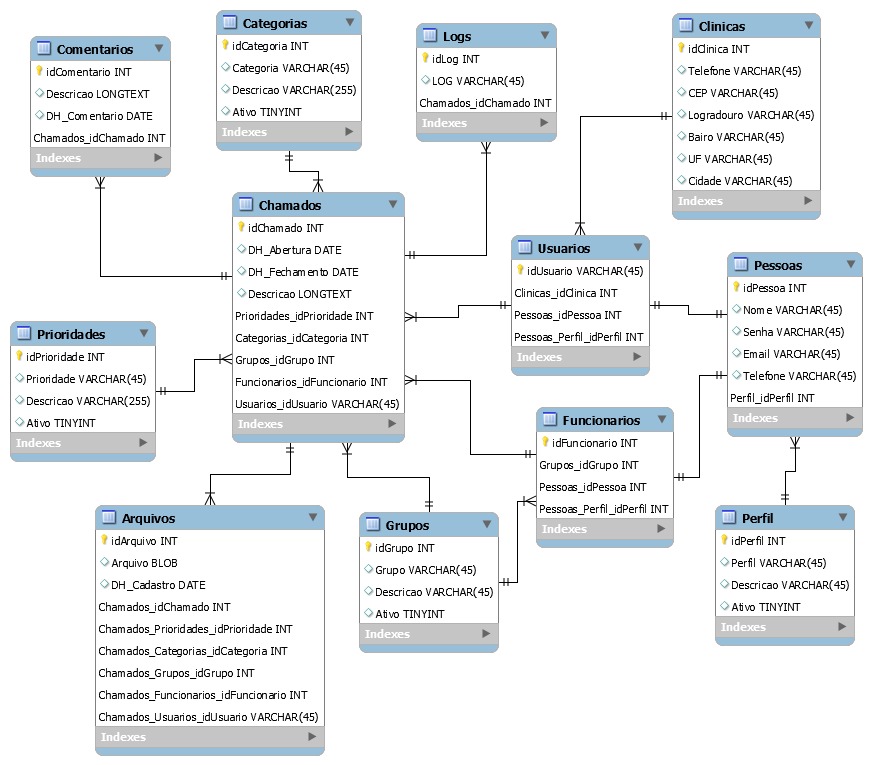 Comentarios
idComentario INT
Descricao LONGTEXT
DH_Comentario DATE
Chamados_idChamado INT
Indexes
Categorias
idCategoria INT
Categoria VARCHAR(45)
Descricao VARCHAR(255)
Ativo TINYINT
Indexes
Logs
idLog INT
LOG VARCHAR(45)
Chamados_idChamado INT
Indexes
Clinicas
idClinica INT
Telefone VARCHAR(45)
CEP VARCHAR(45)
Logradouro VARCHAR(45)
Bairo VARCHAR(45)
UF VARCHAR(45)
Cidade VARCHAR(45)
Indexes
Chamados
idChamado INT
DH_Abertura DATE
DH_Fechamento DATE
Descricao LONGTEXT
Prioridades_idPrioridade INT
Categorias_idCategoria INT
Grupos_idGrupo INT
Funcionarios_idFuncionario INT
Usuarios_idUsuario VARCHAR(45)
Indexes
Usuarios
idUsuario VARCHAR(45)
Clinicas_idClinica INT
Pessoas_idPessoa INT
Pessoas_Perfil_idPerfil INT
Indexes
Pessoas
idPessoa INT
Nome VARCHAR(45)
Senha VARCHAR(45)
Email VARCHAR(45)
Telefone VARCHAR(45)
Perfil_idPerfil INT
Indexes
Prioridades
idPrioridade INT
Prioridade VARCHAR(45)
Descricao VARCHAR(255)
Ativo TINYINT
Indexes
Funcionarios
idFuncionario INT
Grupos_idGrupo INT
Pessoas_idPessoa INT
Pessoas_Perfil_idPerfil INT
Indexes
Arquivos
idArquivo INT
Arquivo BLOB
DH_Cadastro DATE
Chamados_idChamado INT
Chamados_Prioridades_idPrioridade INT
Chamados_Categorias_idCategoria INT
Chamados_Grupos_idGrupo INT
Chamados_Funcionarios_idFuncionario INT
Chamados_Usuarios_idUsuario VARCHAR(45)
Indexes
Grupos
idGrupo INT
Grupo VARCHAR(45)
Descricao VARCHAR(45)
Ativo TINYINT
Indexes
Perfil
idPerfil INT
Perfil VARCHAR(45)
Descricao VARCHAR(45)
Ativo TINYINT
Indexes